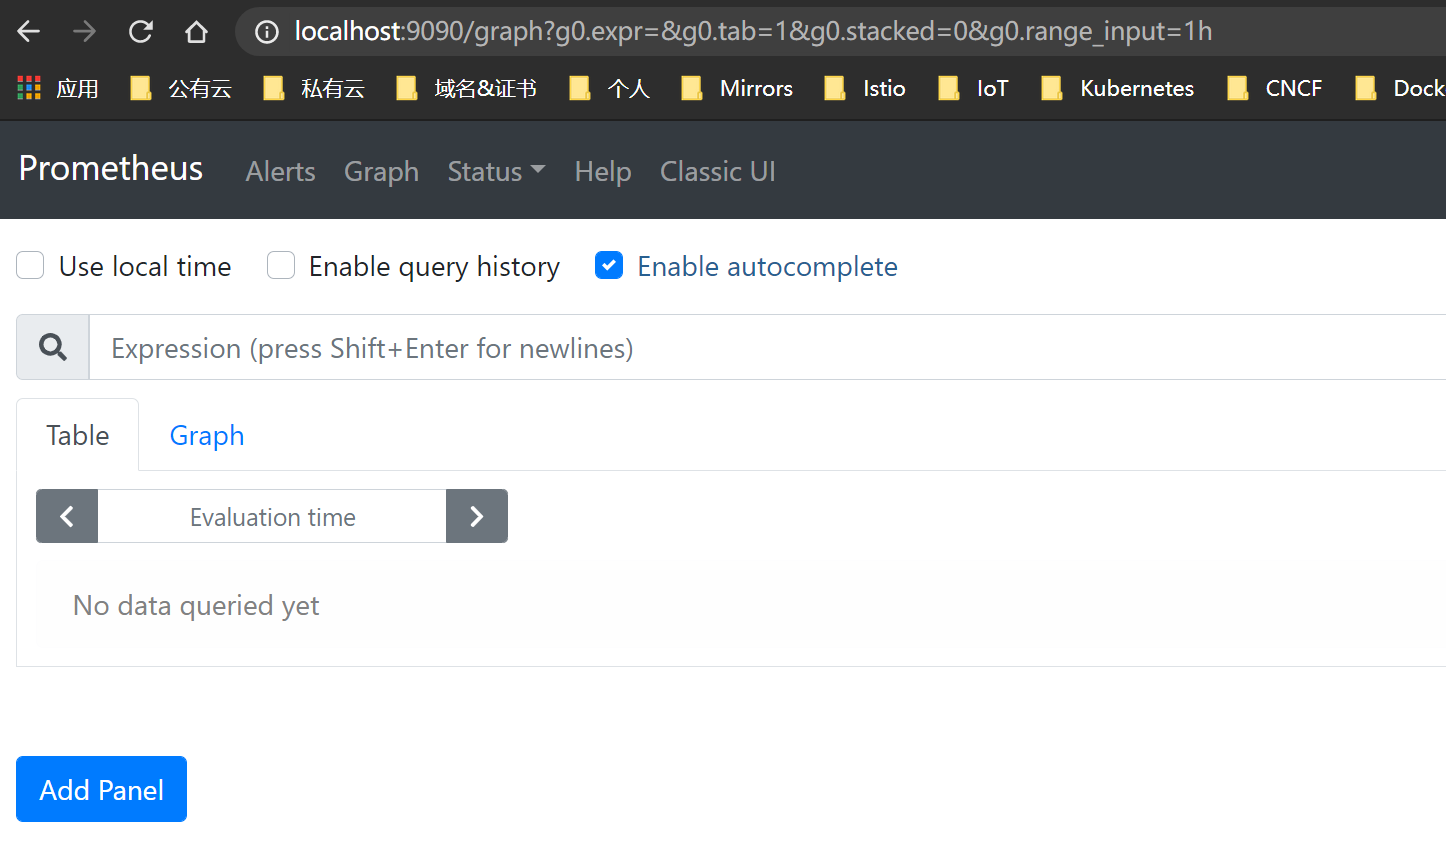 localhost:9090/graph?g0.expr=&g0.tab=1&g0.stacked=0&g0.range_input=1h
应用 公有云 私有云 域名&证书 个人 Mirrors Istio IoT Kubernetes CNCF Docke
Prometheus Alerts Graph Status Help Classic UI
Use local time Enable query history Enable autocomplete
Expression (press Shift+Enter for newlines)
Table Graph
Evaluation time
No data queried yet
Add Panel